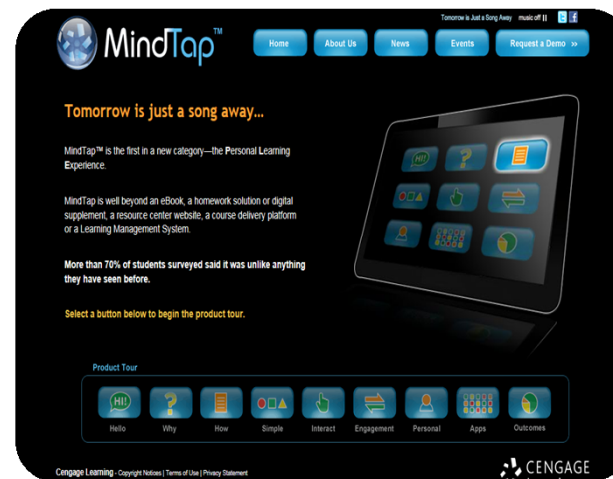 Tomorrow is Just a Song Away music off ||
MindTap™
Home About Us News Events Request a Demo »
Tomorrow is just a song away...
MindTap™ is the first in a new category—the Personal Learning
Experience.
MindTap is well beyond an eBook, a homework solution or digital
supplement, a resource center website, a course delivery platform
or a Learning Management System.
More than 70% of students surveyed said it was unlike anything
they have seen before.
Select a button below to begin the product tour.
HI!
?
Product Tour
HI! ?
Hello Why How Simple Interact Engagement Personal Apps Outcomes
Cengage Learning - Copyright Notices | Terms of Use | Privacy Statement
CENGAGE